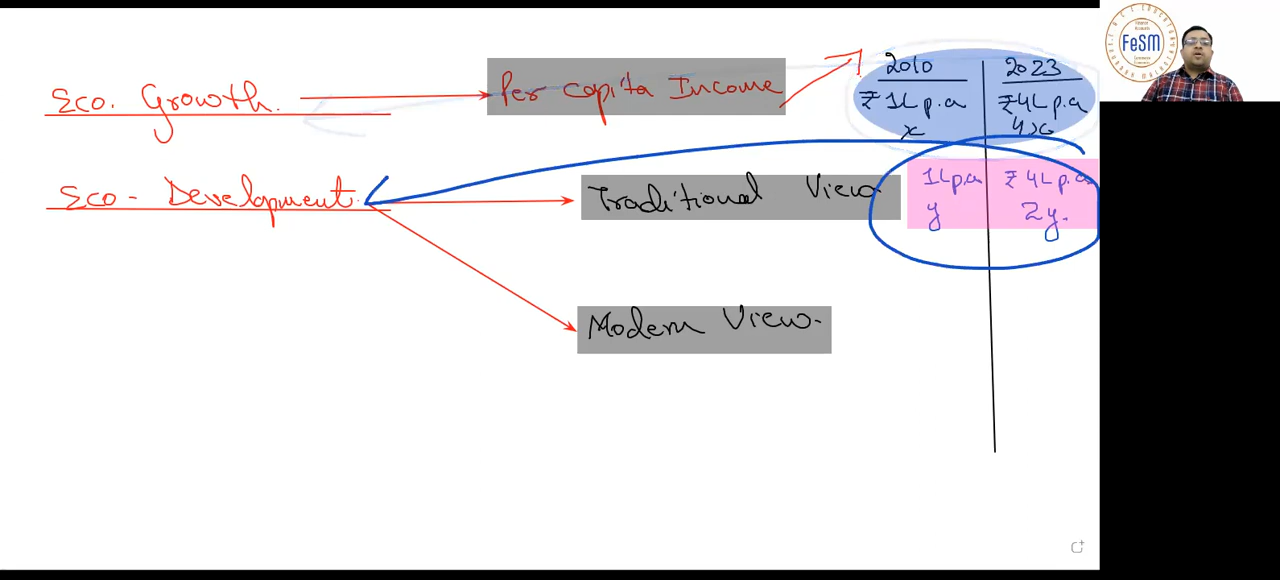 2010 2023
Eco. Growth. Per capita Income ₹ 1L p.a ₹ 4L p.a
x 4x
Eco - Development. Traditional View 1L p.a ₹ 4L p.a
y 2y.
Modern View.
FeSM